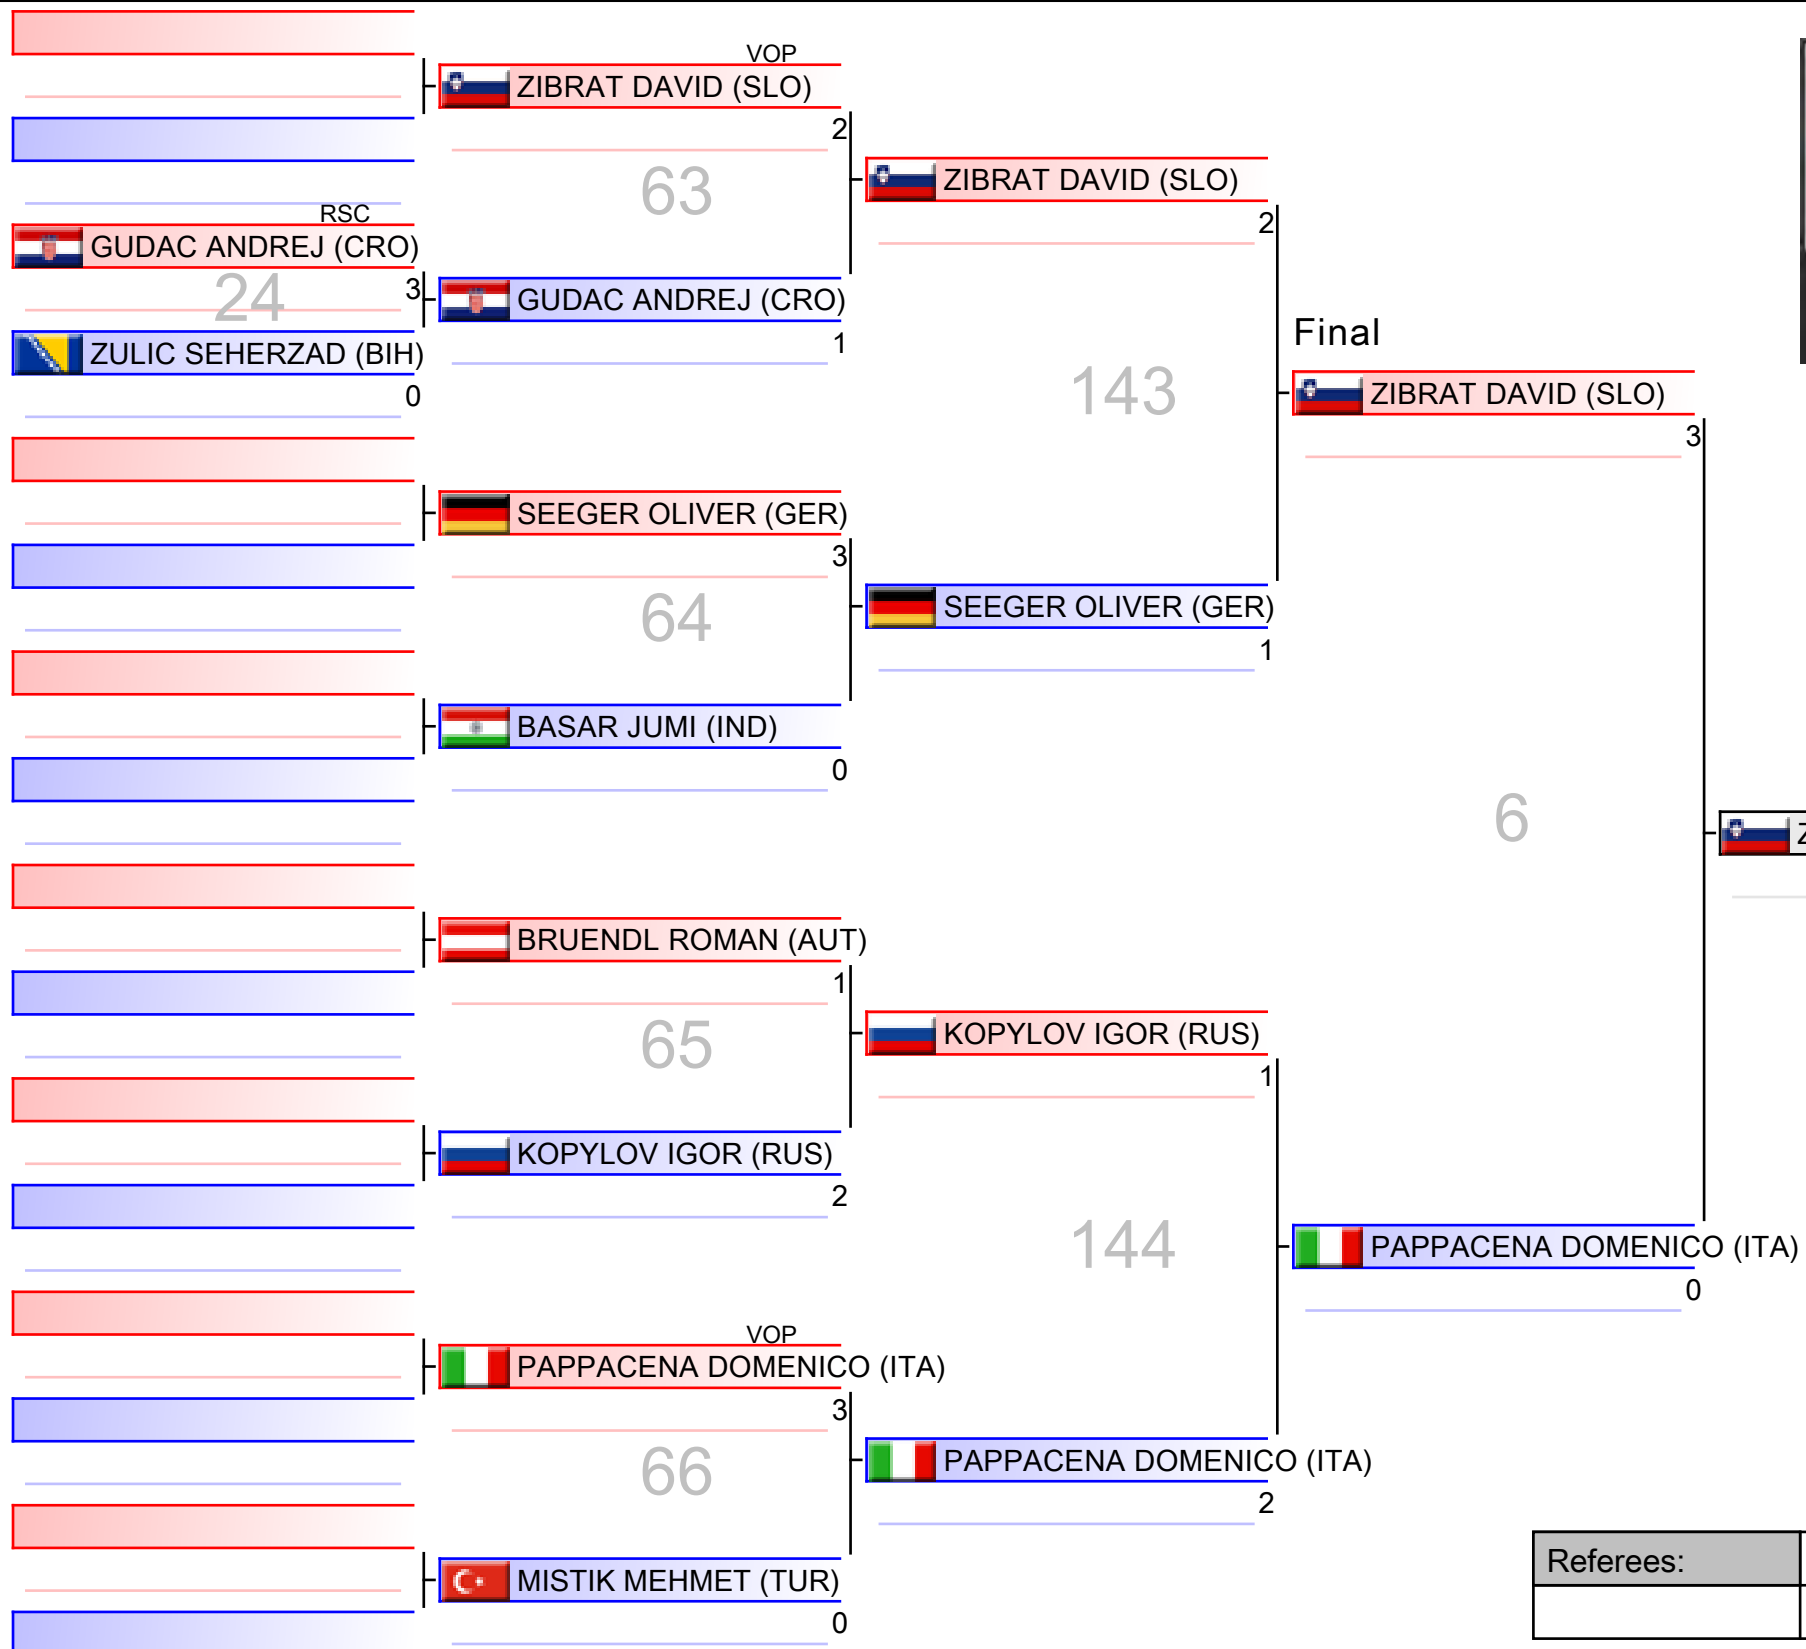 VOP
ZIBRAT DAVID (SLO)
2
63
ZIBRAT DAVID (SLO)
2
RSC
GUDAC ANDREJ (CRO)
3
24
GUDAC ANDREJ (CRO)
1
ZULIC SEHERZAD (BIH)
0
143
Final
ZIBRAT DAVID (SLO)
3
SEEGER OLIVER (GER)
3
64
SEEGER OLIVER (GER)
1
BASAR JUMI (IND)
0
6
Z
BRUENDL ROMAN (AUT)
1
65
KOPYLOV IGOR (RUS)
1
KOPYLOV IGOR (RUS)
2
144
PAPPACENA DOMENICO (ITA)
0
VOP
PAPPACENA DOMENICO (ITA)
3
66
PAPPACENA DOMENICO (ITA)
2
MISTIK MEHMET (TUR)
0
Referees: